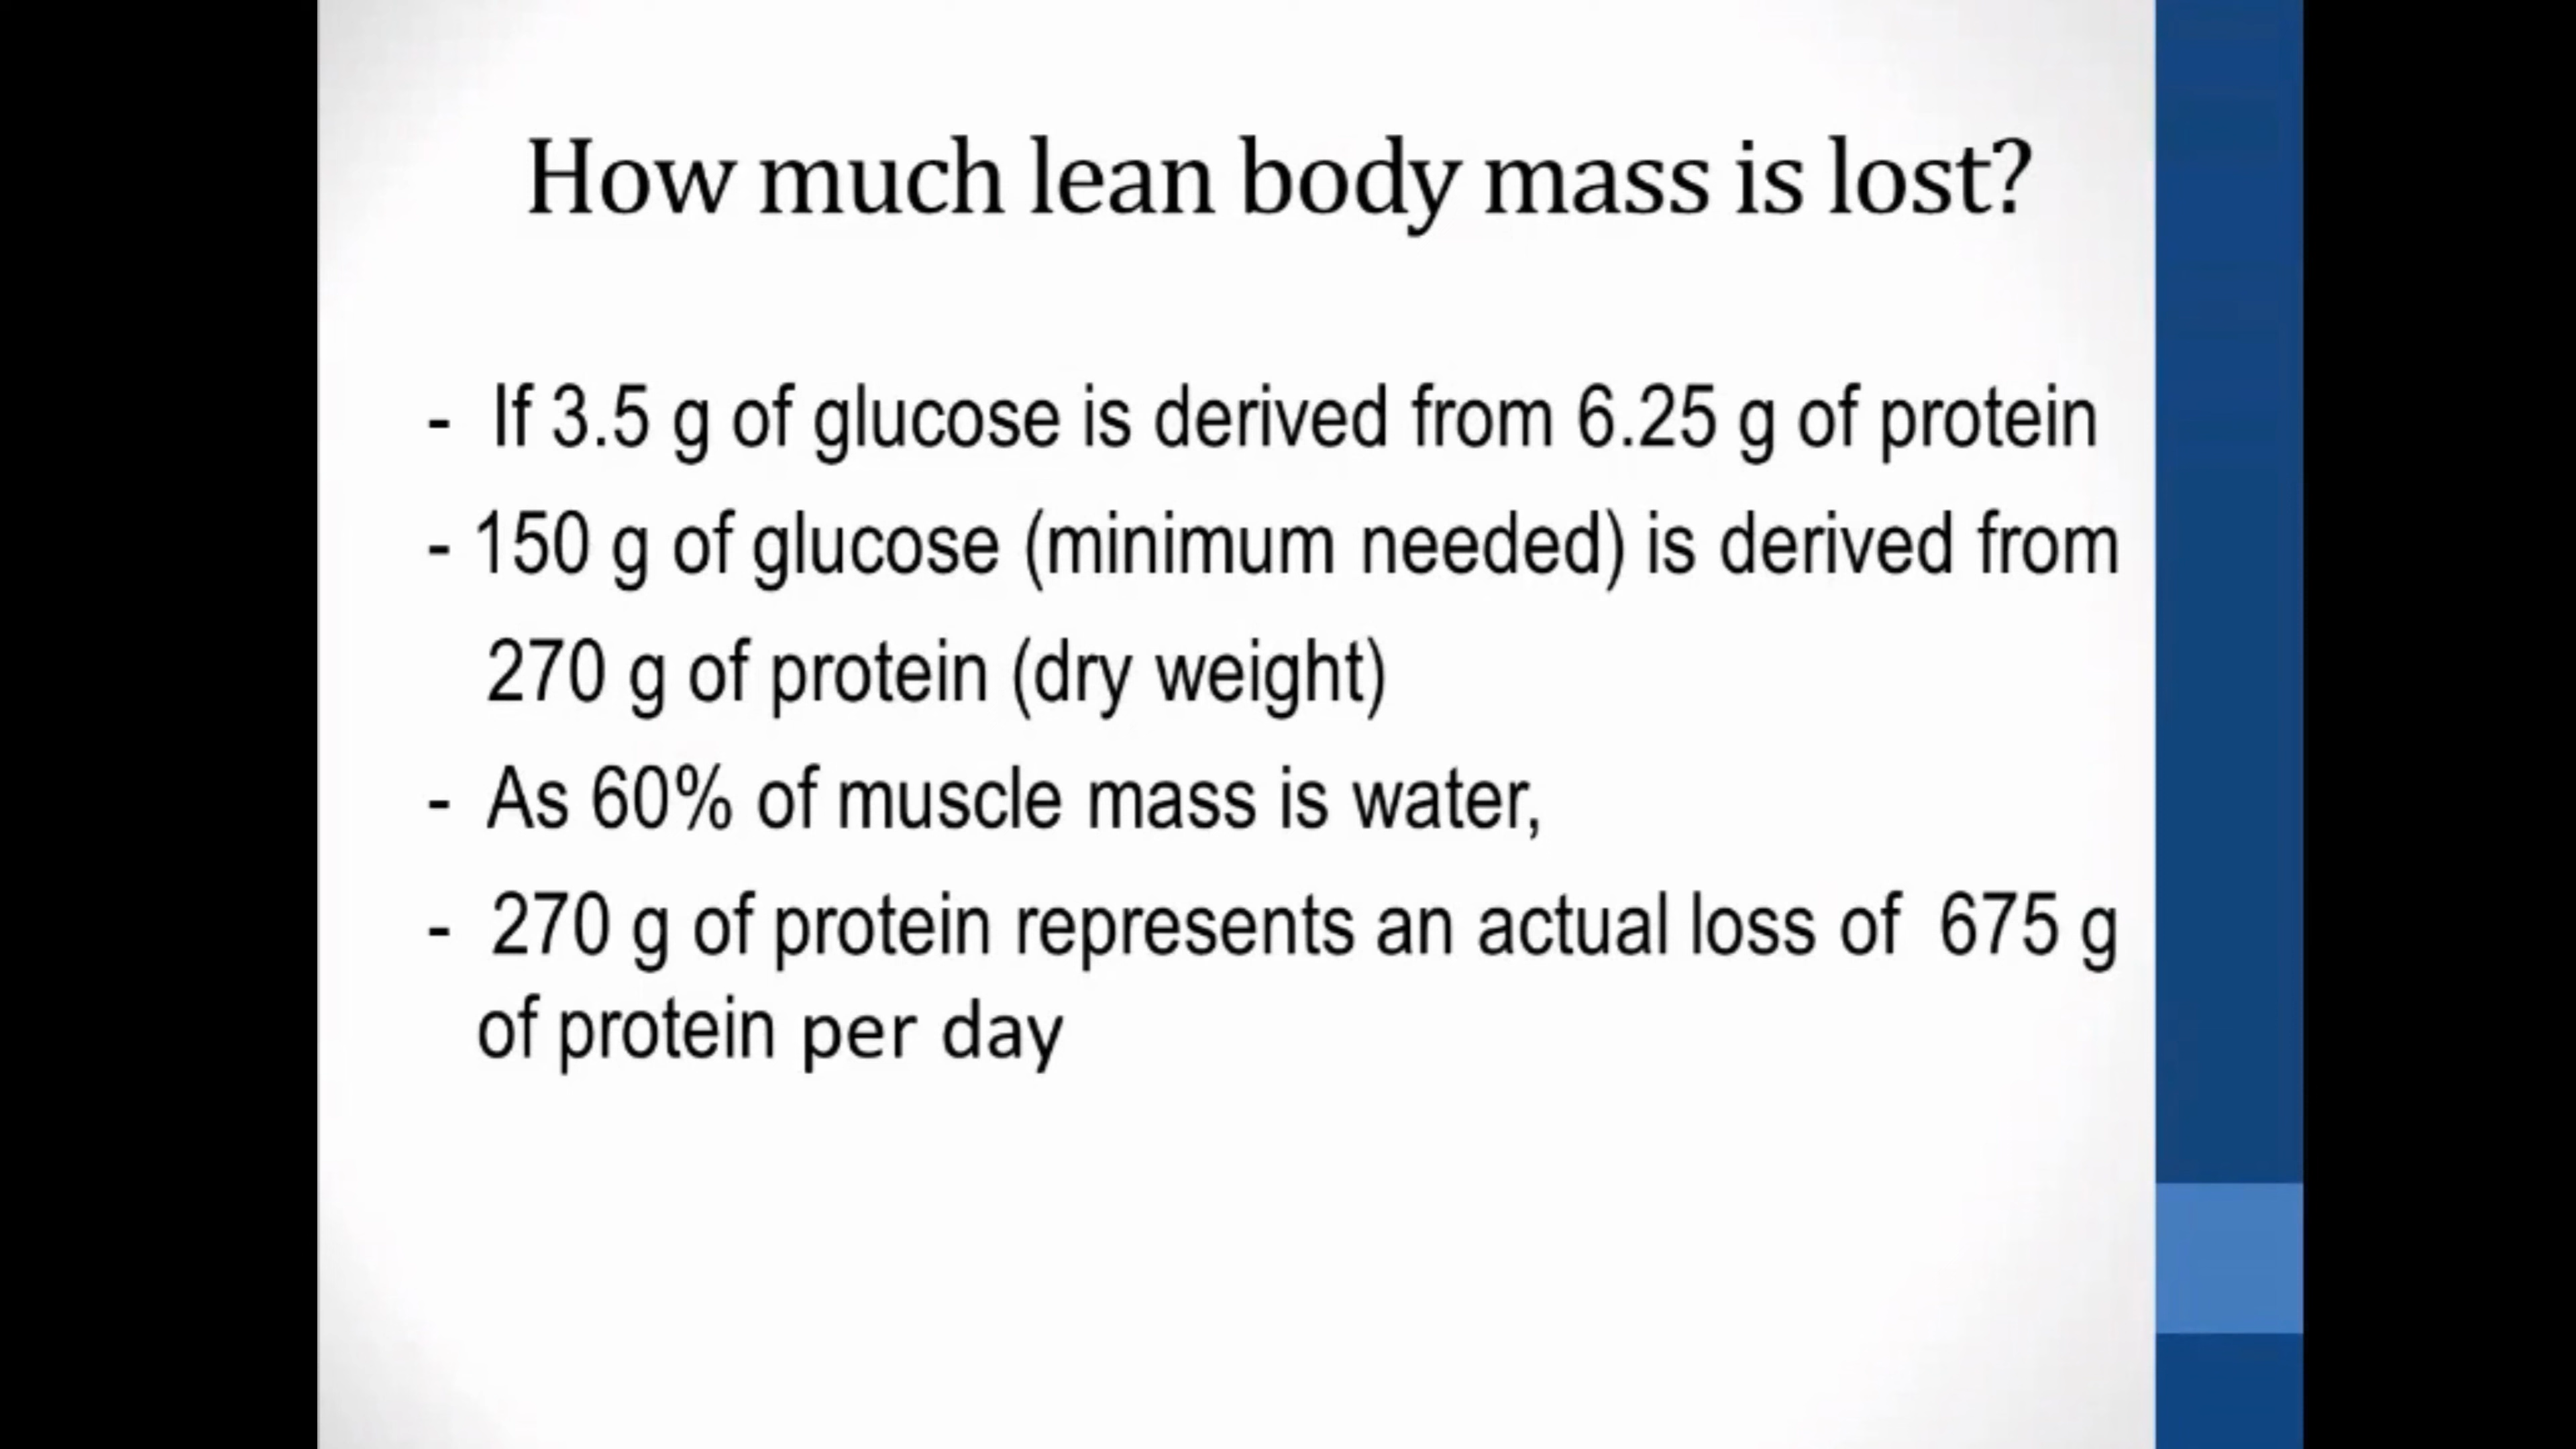 How much lean body mass is lost?
- If 3.5 g of glucose is derived from 6.25 g of protein
- 150 g of glucose (minimum needed) is derived from
270 g of protein (dry weight)
- As 60% of muscle mass is water,
- 270 g of protein represents an actual loss of 675 g
of protein per day